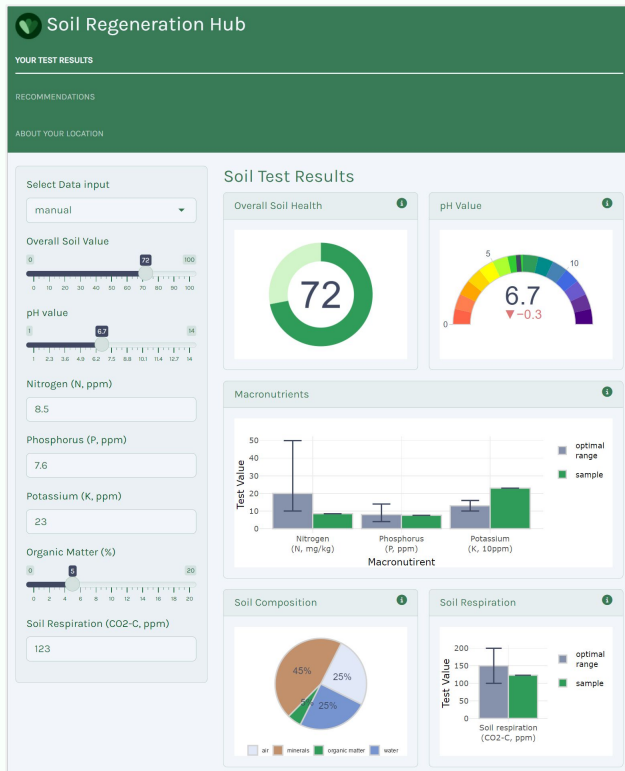 Soil Regeneration Hub
YOUR TEST RESULTS
RECOMMENDATIONS
ABOUT YOUR LOCATION
Select Data input
manual
Overall Soil Value
0 72 100
0 10 20 30 40 50 60 70 80 90 100
pH value
1 6.7 14
1 2.3 3.6 4.9 6.2 7.5 8.8 10.1 11.4 12.7 14
Nitrogen (N, ppm)
8.5
Phosphorus (P, ppm)
7.6
Potassium (K, ppm)
23
Organic Matter (%)
0 5 20
0 2 4 6 8 10 12 14 16 18 20
Soil Respiration (CO2-C, ppm)
123
Soil Test Results
Overall Soil Health
72
pH Value
0 5 10
6.7
▼−0.3
Macronutrients
Test Value
50
40
30
20
10
0
Nitrogen
(N, mg/kg)
Phosphorus
(P, ppm)
Potassium
(K, 10ppm)
Macronutirent
optimal
range
sample
Soil Composition
45%
25%
5%
25%
air minerals organic matter water
Soil Respiration
Test Value
200
150
100
50
0
Soil respiration
(CO2-C, ppm)
optimal
range
sample